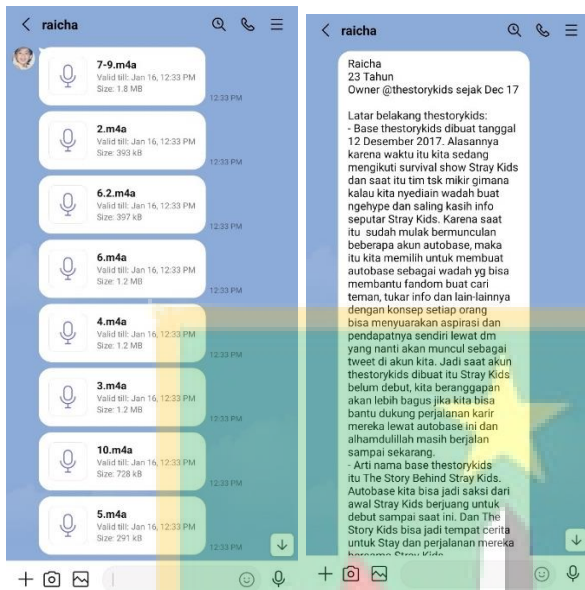 raicha
7-9.m4a
Valid till: Jan 16, 12:33 PM
Size: 1.8 MB
12:33 PM
2.m4a
Valid till: Jan 16, 12:33 PM
Size: 393 kB
12:33 PM
6.2.m4a
Valid till: Jan 16, 12:33 PM
Size: 397 kB
12:33 PM
6.m4a
Valid till: Jan 16, 12:33 PM
Size: 1.2 MB
12:33 PM
4.m4a
Valid till: Jan 16, 12:33 PM
Size: 1.2 MB
12:33 PM
3.m4a
Valid till: Jan 16, 12:33 PM
Size: 1.2 MB
12:33 PM
10.m4a
Valid till: Jan 16, 12:33 PM
Size: 728 kB
12:33 PM
5.m4a
Valid till: Jan 16, 12:33 PM
Size: 291 kB
12:33 PM
raicha
Raicha
23 Tahun
Owner @thestorykids sejak Dec 17
Latar belakang thestorykids:
- Base thestorykids dibuat tanggal
12 Desember 2017. Alasannya
karena waktu itu kita sedang
mengikuti survival show Stray Kids
dan saat itu tim tsk mikir gimana
kalau kita nyediain wadah buat
ngehype dan saling kasih info
seputar Stray Kids. Karena saat
itu sudah mulak bermunculan
beberapa akun autobase, maka
itu kita memilih untuk membuat
autobase sebagai wadah yg bisa
membantu fandom buat cari
teman, tukar info dan lain-lainnya
dengan konsep setiap orang
bisa menyuarakan aspirasi dan
pendapatnya sendiri lewat dm
yang nanti akan muncul sebagai
tweet di akun kita. Jadi saat akun
thestorykids dibuat itu Stray Kids
belum debut, kita beranggapan
akan lebih bagus jika kita bisa
bantu dukung perjalanan karir
mereka lewat autobase ini dan
alhamdulillah masih berjalan
sampai sekarang.
- Arti nama base thestorykids
itu The Story Behind Stray Kids.
Autobase kita bisa jadi saksi dari
awal Stray Kids berjuang untuk
debut sampai saat ini. Dan The
Story Kids bisa jadi tempat cerita
untuk Stay dan perjalanan mereka
bersama Stray Kids